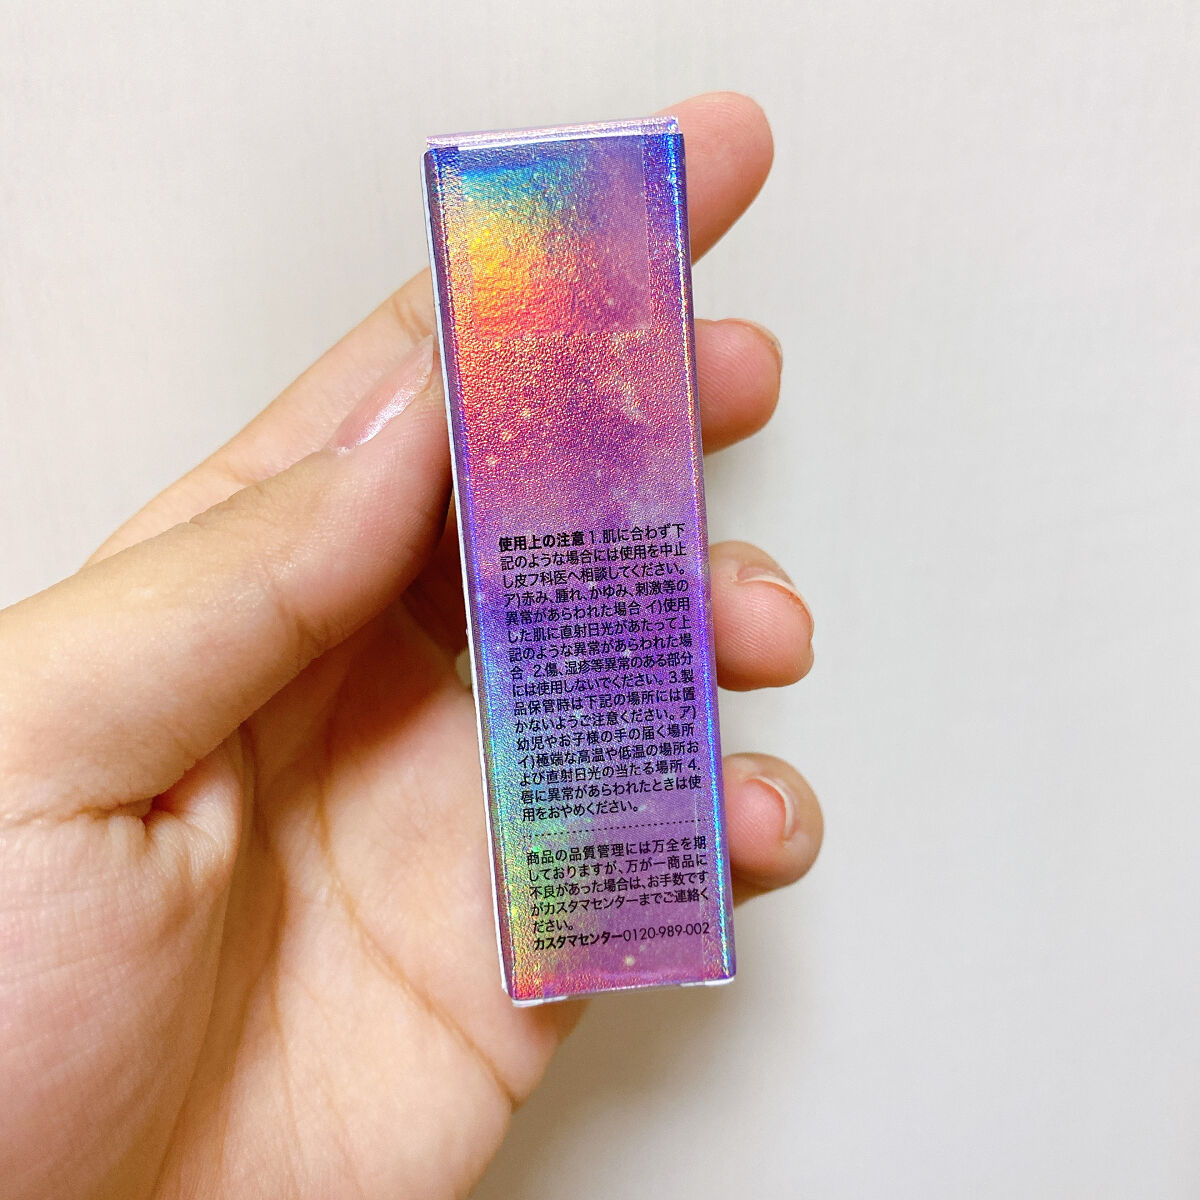 使用上の注意 1.肌に合わず下
記のような場合には使用を中止
し皮フ科医へ相談してください。
ア)赤み、腫れ、かゆみ、刺激等の
異常があらわれた場合 イ)使用
した肌に直射日光があたって上
記のような異常があらわれた場
合 2.傷、湿疹等異常のある部分
には使用しないでください。3.製
品保管時は下記の場所には置
かないようご注意ください。ア)
幼児やお子様の手の届く場所
イ)極端な高温や低温の場所お
よび直射日光の当たる場所 4.
唇に異常があらわれたときは使
用をおやめください。
商品の品質管理には万全を期
しておりますが、万が一商品に
不良があった場合は、お手数です
がカスタマセンターまでご連絡く
ださい。
カスタマセンター0120-989-002